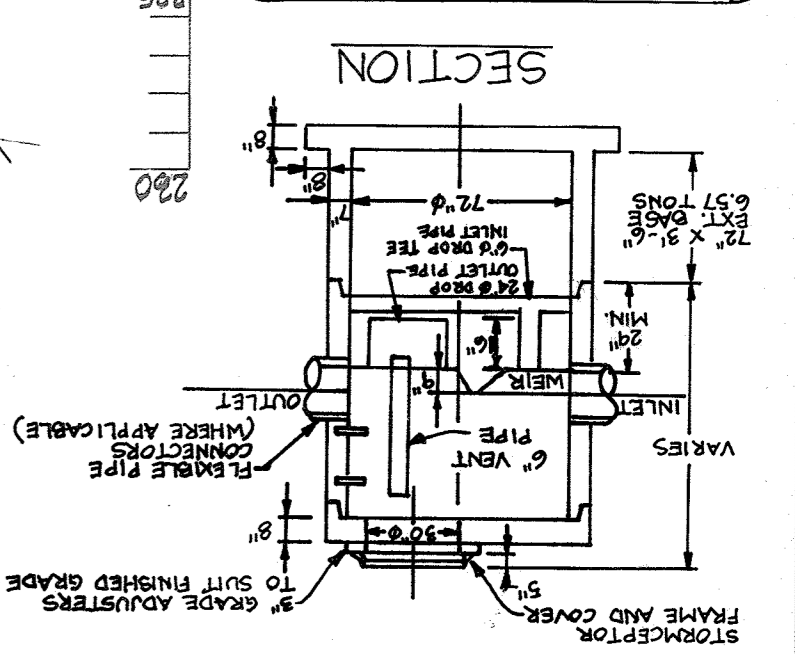 STORMCEPTOR
FRAME AND COVER
3" GRADE ADJUSTERS
TO SUIT FINISHED GRADE
5"
30"ϕ
8"
VARIES
6" VENT
PIPE
FLEXIBLE PIPE
CONNECTORS
(WHERE APPLICABLE)
INLET
OUTLET
WEIR
9"
16"
29"
MIN.
24"ϕ DROP
OUTLET PIPE
6"ϕ DROP TEE
INLET PIPE
72" X 3'-6"
EXT. BASE
6.57 TONS
72"ϕ
7"
8"
8"
SECTION
230